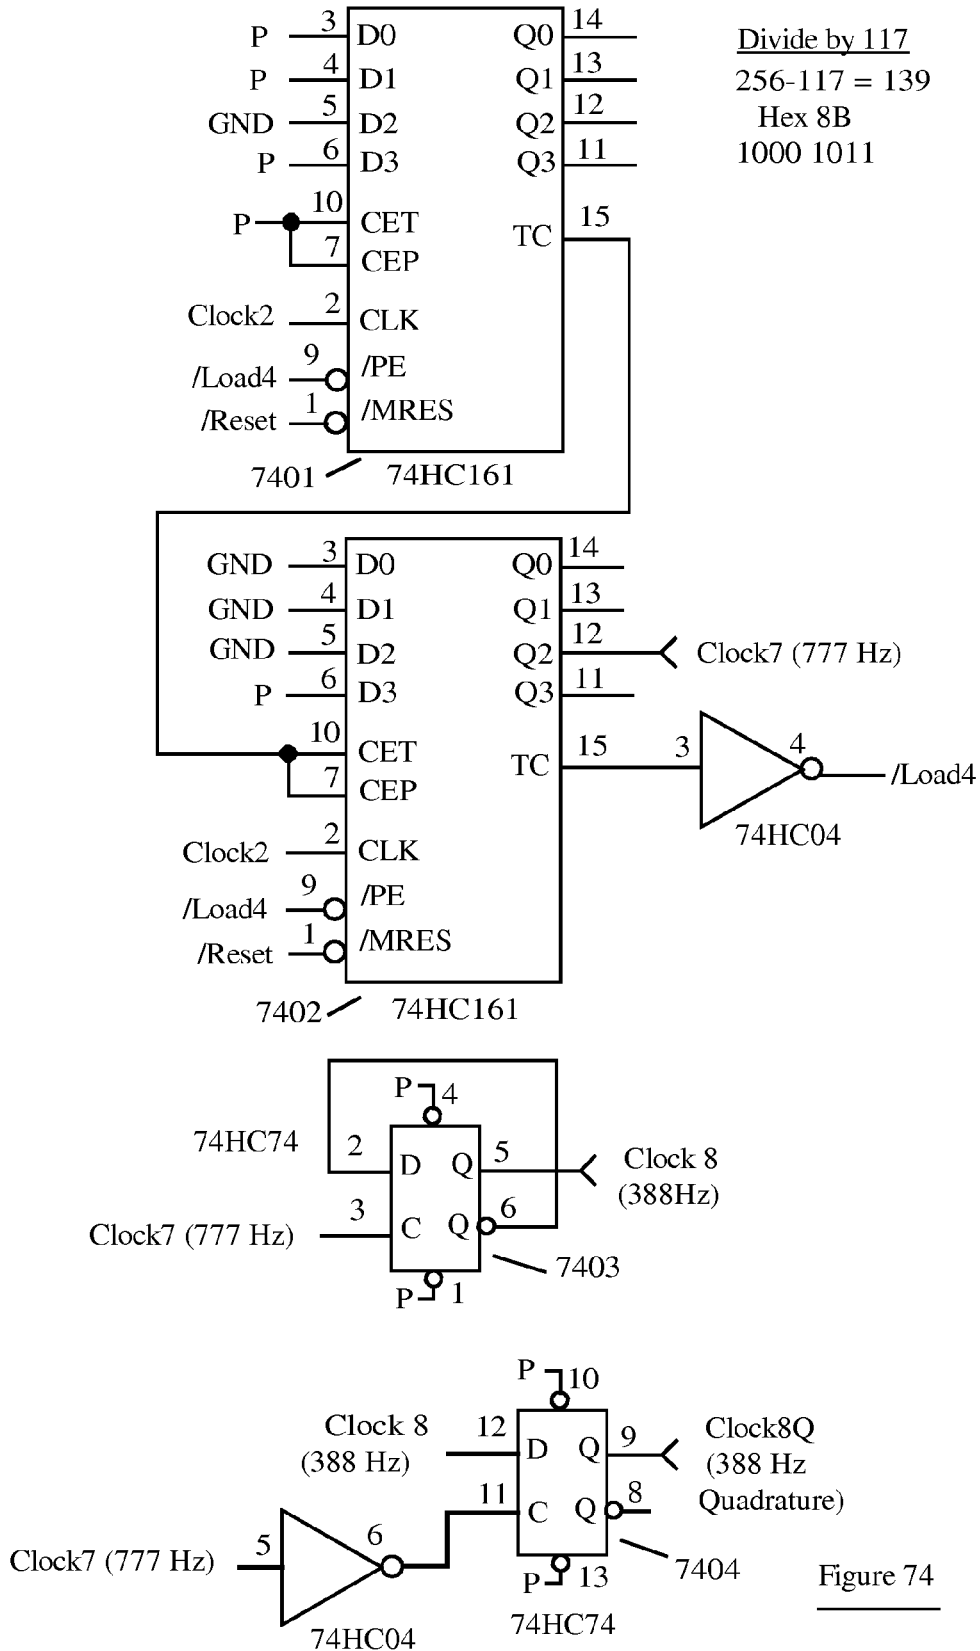 Divide by 117
256-117 = 139
Hex 8B
1000 1011
P 3 D0 Q0 14
P 4 D1 Q1 13
GND 5 D2 Q2 12
P 6 D3 Q3 11
P 10 CET TC 15
7 CEP
Clock2 2 CLK
/Load4 9 /PE
/Reset 1 /MRES
7401 74HC161
GND 3 D0 Q0 14
GND 4 D1 Q1 13
GND 5 D2 Q2 12 Clock7 (777 Hz)
P 6 D3 Q3 11
10 CET TC 15 3 4 /Load4
7 CEP 74HC04
Clock2 2 CLK
/Load4 9 /PE
/Reset 1 /MRES
7402 74HC161
P 4
74HC74 2 D Q 5 Clock 8
(388Hz)
Clock7 (777 Hz) 3 C Q 6
7403
P 1
P 10
Clock 8 12 D Q 9 Clock8Q
(388 Hz) (388 Hz
11 C Q 8 Quadrature)
Clock7 (777 Hz) 5 6
P 13 7404
74HC04 74HC74
Figure 74